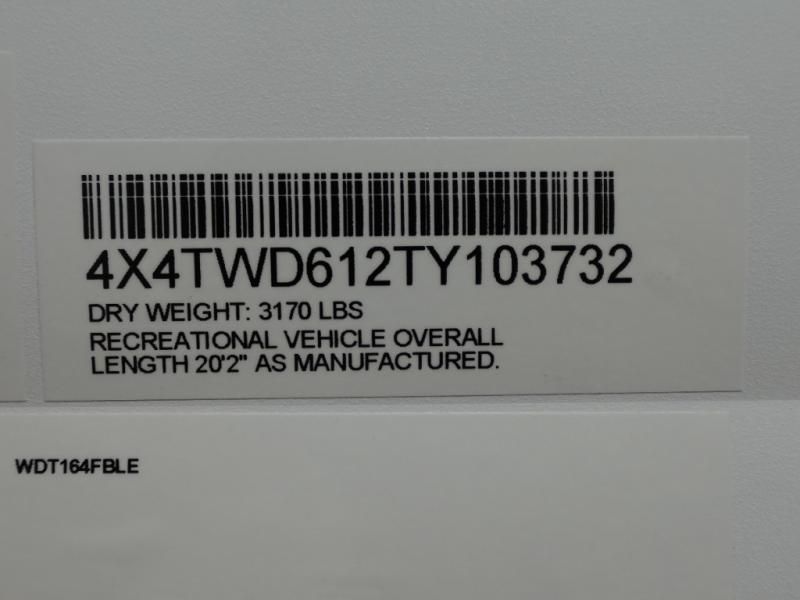 4X4TWD612TY103732
DRY WEIGHT: 3170 LBS
RECREATIONAL VEHICLE OVERALL
LENGTH 20'2" AS MANUFACTURED.
WDT164FBLE